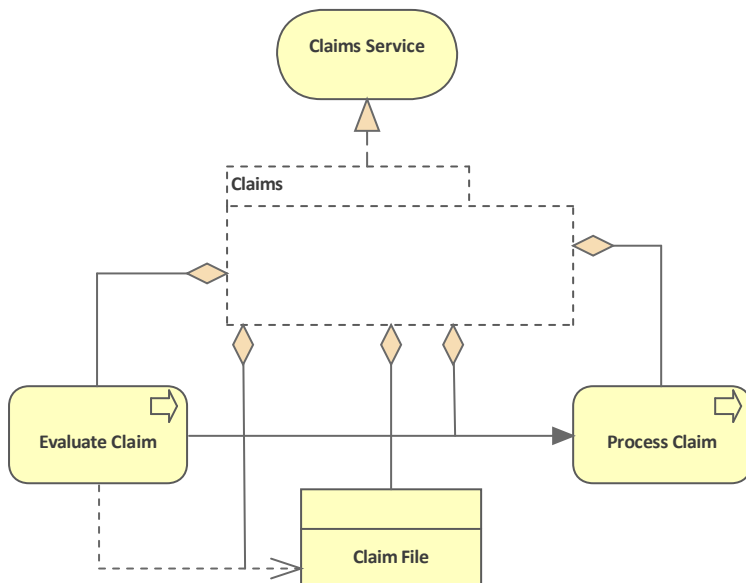 Claims Service
Claims
Evaluate Claim
Process Claim
Claim File